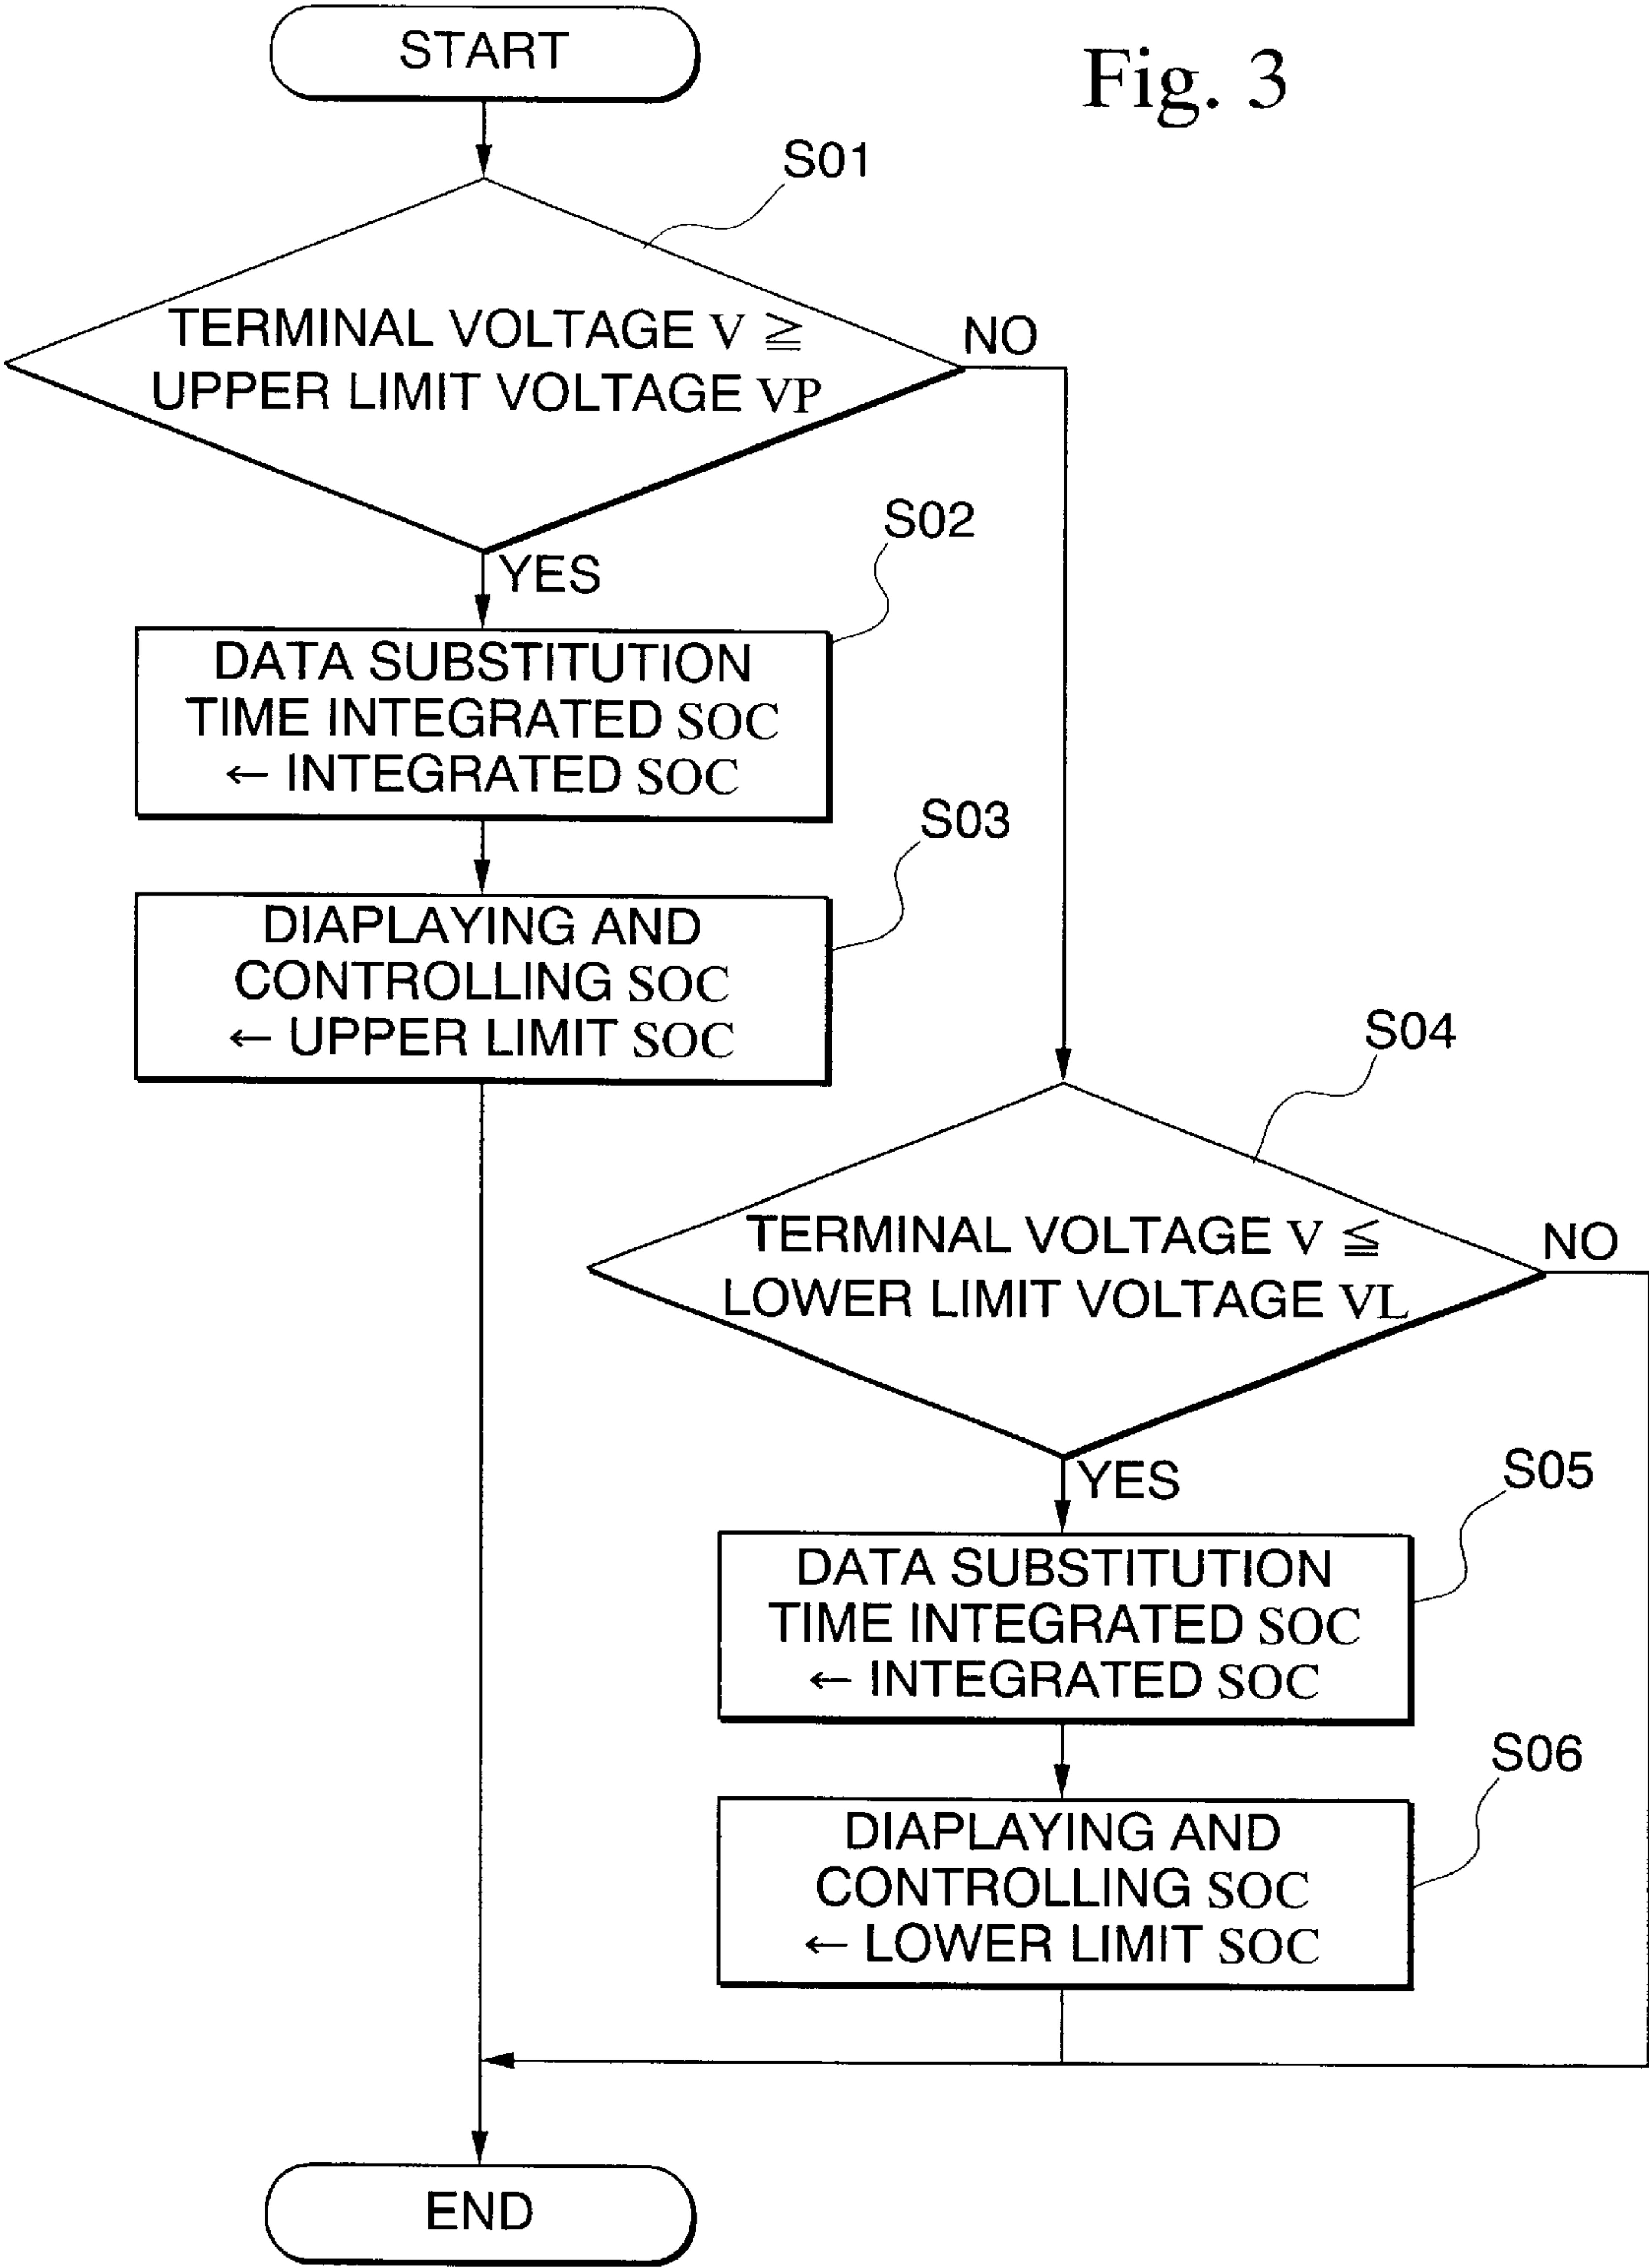 START
Fig. 3
S01
TERMINAL VOLTAGE V ≧
UPPER LIMIT VOLTAGE VP
NO
YES
S02
DATA SUBSTITUTION
TIME INTEGRATED SOC
← INTEGRATED SOC
S03
DIAPLAYING AND
CONTROLLING SOC
← UPPER LIMIT SOC
S04
TERMINAL VOLTAGE V ≦
LOWER LIMIT VOLTAGE VL
NO
YES
S05
DATA SUBSTITUTION
TIME INTEGRATED SOC
← INTEGRATED SOC
S06
DIAPLAYING AND
CONTROLLING SOC
← LOWER LIMIT SOC
END